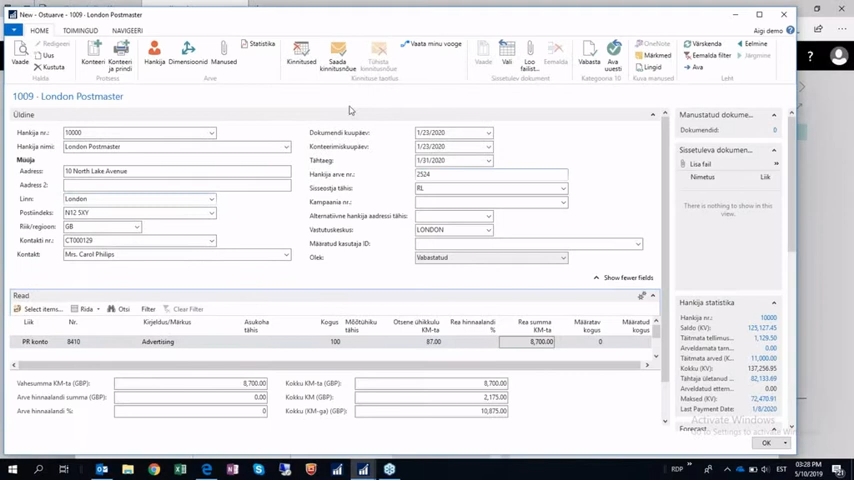 New - Ostuarve - 1009 · London Postmaster
HOME TOIMINGUD NAVIGEERI
Aigi demo
Vaade Redigeeri Uus Kustuta
Konteeri Konteeri ja prindi
Hankija Dimensioonid Manused Statistika
Kinnitused Saada kinnitusnõue Tühista kinnitusnõue
Vaata minu vooge
Vaade Vali Loo failist... Eemalda
Vabasta Ava uuesti
OneNote Märkmed Lingid
Värskenda Eemalda filter Ava
Eelmine Järgmine
Halda Protsess Arve Kinnituse taotlus Sissetulev dokument Kategooria 10 Kuva manused Leht
1009 · London Postmaster
Üldine
Hankija nr.: 10000
Hankija nimi: London Postmaster
Müüja
Aadress: 10 North Lake Avenue
Aadress 2:
Linn: London
Postiindeks: N12 5XY
Riik/regioon: GB
Kontakti nr.: CT000129
Kontakt: Mrs. Carol Philips
Dokumendi kuupäev: 1/23/2020
Konteerimiskuupäev: 1/23/2020
Tähtaeg: 1/31/2020
Hankija arve nr.: 2524
Sisseostja tähis: RL
Kampaania nr.:
Alternatiivne hankija aadressi tähis:
Vastutuskeskus: LONDON
Määratud kasutaja ID:
Olek: Vabastatud
Show fewer fields
Read
Select items... Rida Otsi Filter Clear Filter
Liik Nr. Kirjeldus/Märkus Asukoha tähis Kogus Mõõtühiku tähis Otsene ühikukulu KM-ta Rea hinnaalandi % Rea summa KM-ta Määratav kogus Määratud kogus
PR konto 8410 Advertising 100 87.00 8,700.00 0
Vahesumma KM-ta (GBP): 8,700.00
Arve hinnaalandi summa (GBP): 0.00
Arve hinnaalandi %: 0
Kokku KM-ta (GBP): 8,700.00
Kokku KM (GBP): 2,175.00
Kokku (KM-ga) (GBP): 10,875.00
Manustatud dokume...
Dokumendid 0
Sissetuleva dokumen...
Lisa fail
Nimetus Liik
There is nothing to show in this view.
Hankija statistika
Hankija nr.: 10000
Saldo (KV): 125,127.45
Täitmata tellimu... 1,129.50
Arveldamata tarn... 0.00
Täitmata arved (K... 11,000.00
Kokku (KV): 137,256.95
Tähtaja ületanud ... 82,133.69
Arveldatud ettem... 0.00
Maksed (KV): 72,470.91
Last Payment Date: 1/8/2020
Forecast
Activate Windows
Go to Settings to activate Windows.
OK
RDP EST 03:28 PM
5/10/2019